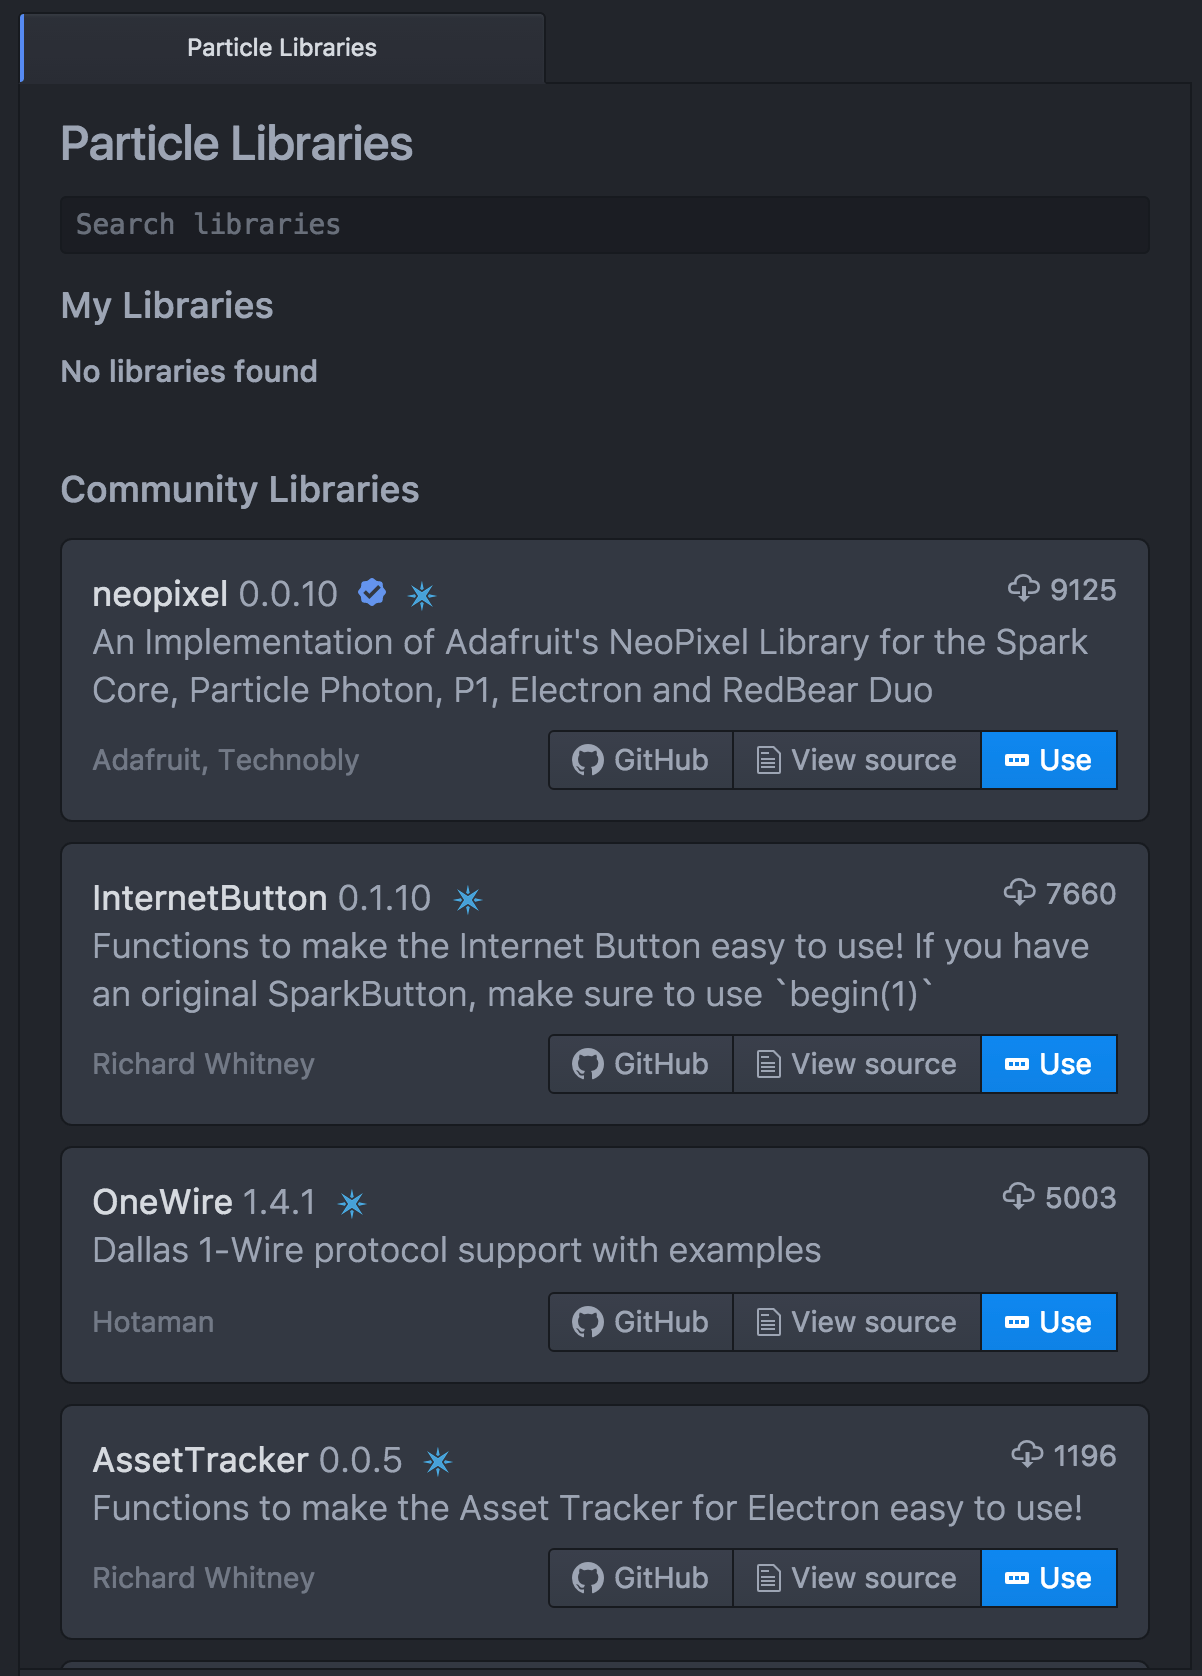 Particle Libraries
Particle Libraries
Search libraries
My Libraries
No libraries found
Community Libraries
neopixel 0.0.10
9125
An Implementation of Adafruit's NeoPixel Library for the Spark
Core, Particle Photon, P1, Electron and RedBear Duo
Adafruit, Technobly
GitHub
View source
Use
InternetButton 0.1.10
7660
Functions to make the Internet Button easy to use! If you have
an original SparkButton, make sure to use `begin(1)`
Richard Whitney
GitHub
View source
Use
OneWire 1.4.1
5003
Dallas 1-Wire protocol support with examples
Hotaman
GitHub
View source
Use
AssetTracker 0.0.5
1196
Functions to make the Asset Tracker for Electron easy to use!
Richard Whitney
GitHub
View source
Use